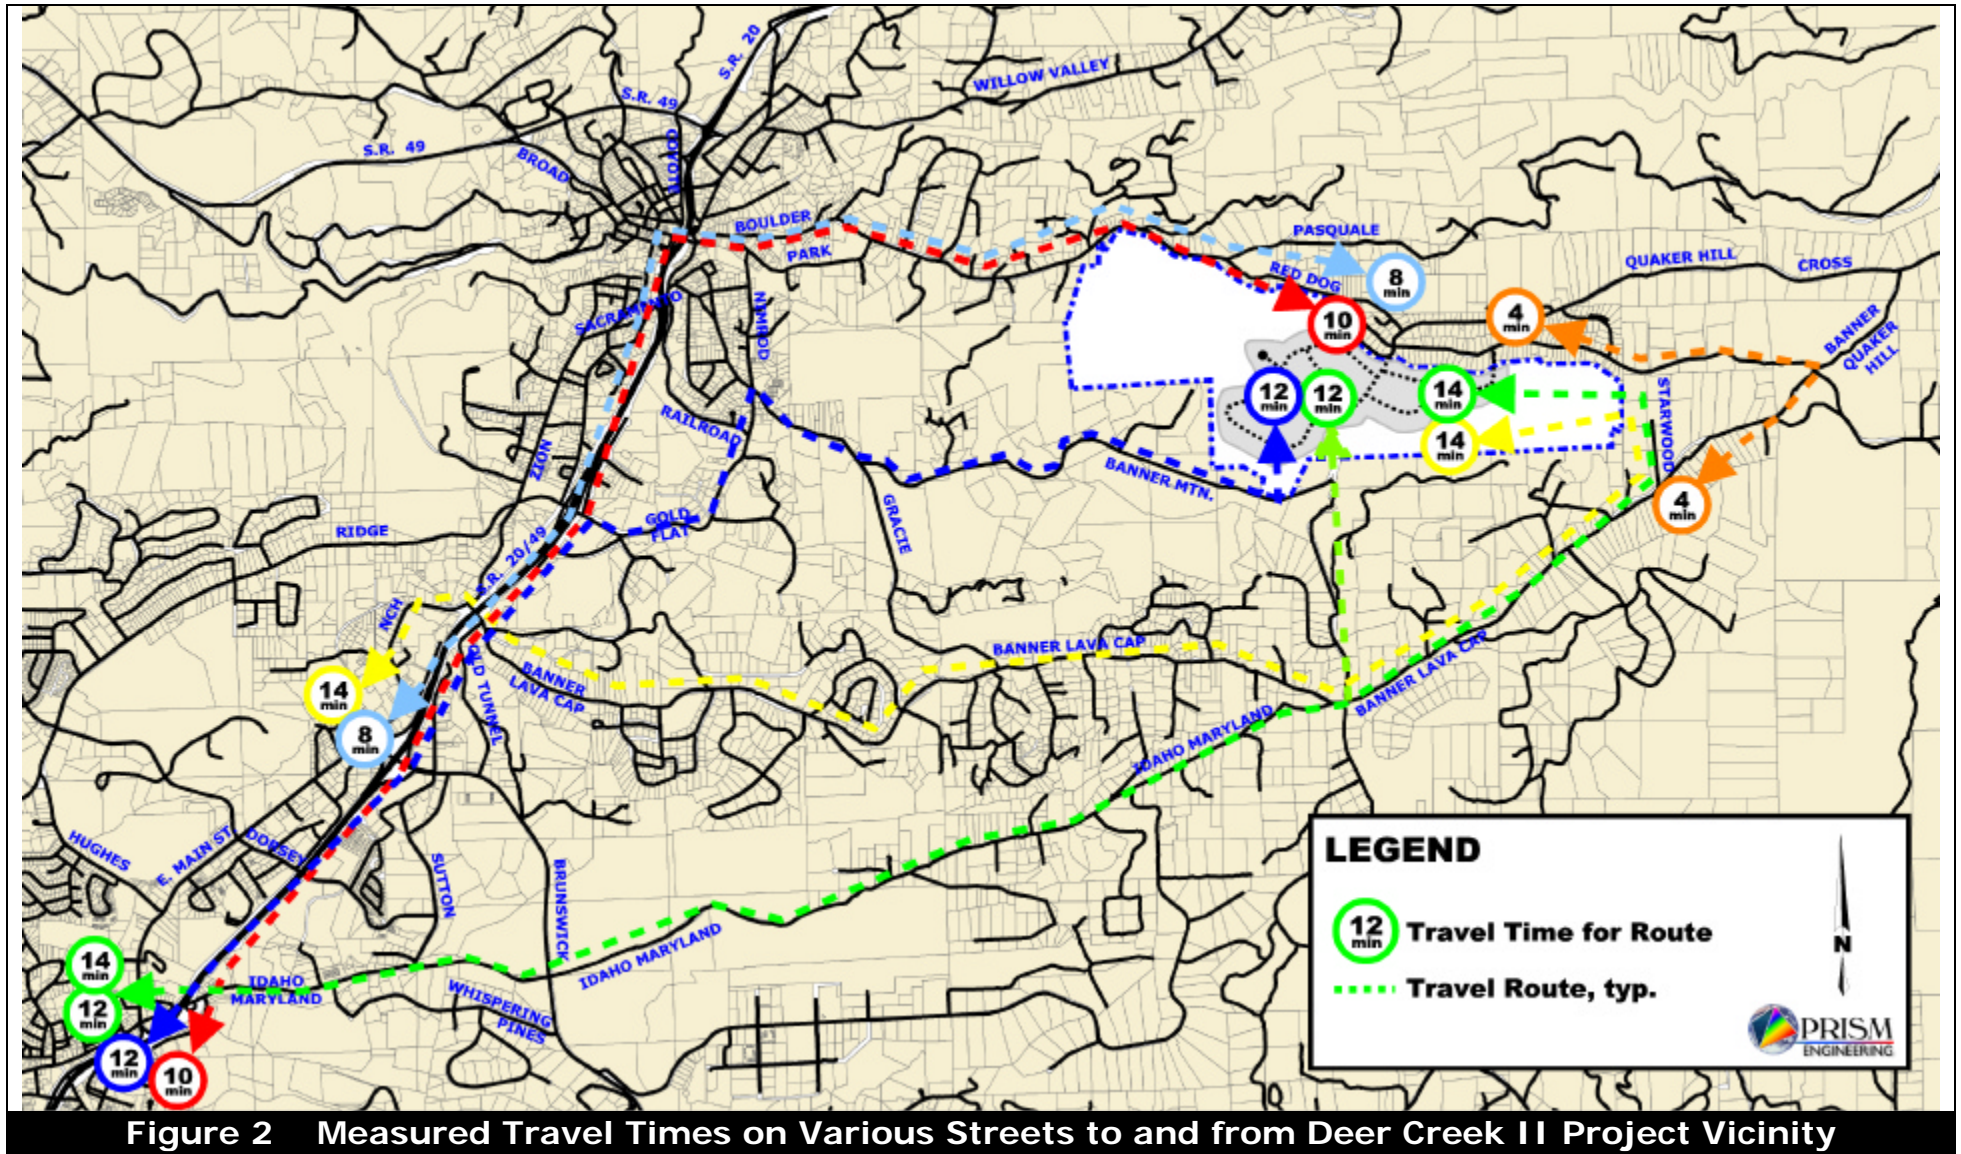 S.R. 20
WILLOW VALLEY
S.R. 49
S.R. 49
BROAD
COYOTE
BOULDER
PARK
PASQUALE
QUAKER HILL
CROSS
RED DOG
8
min
SACRAMENTO
NIMROD
10
min
4
min
BANNER
QUAKER
HILL
12
min
12
min
14
min
STARWOOD
RAILROAD
14
min
ZION
BANNER MTN.
4
min
GOLD
FLAT
GRACIE
RIDGE
S.R. 20/49
NCH
BANNER LAVA CAP
OLD TUNNEL
BANNER
LAVA CAP
BANNER LAVA CAP
14
min
8
min
IDAHO MARYLAND
HUGHES
E. MAIN ST.
DORSEY
SUTTON
BRUNSWICK
LEGEND
12
min
Travel Time for Route
Travel Route, typ.
N
PRISM
ENGINEERING
IDAHO MARYLAND
14
min
12
min
IDAHO
MARYLAND
WHISPERING
PINES
12
min
10
min
Figure 2 Measured Travel Times on Various Streets to and from Deer Creek II Project Vicinity